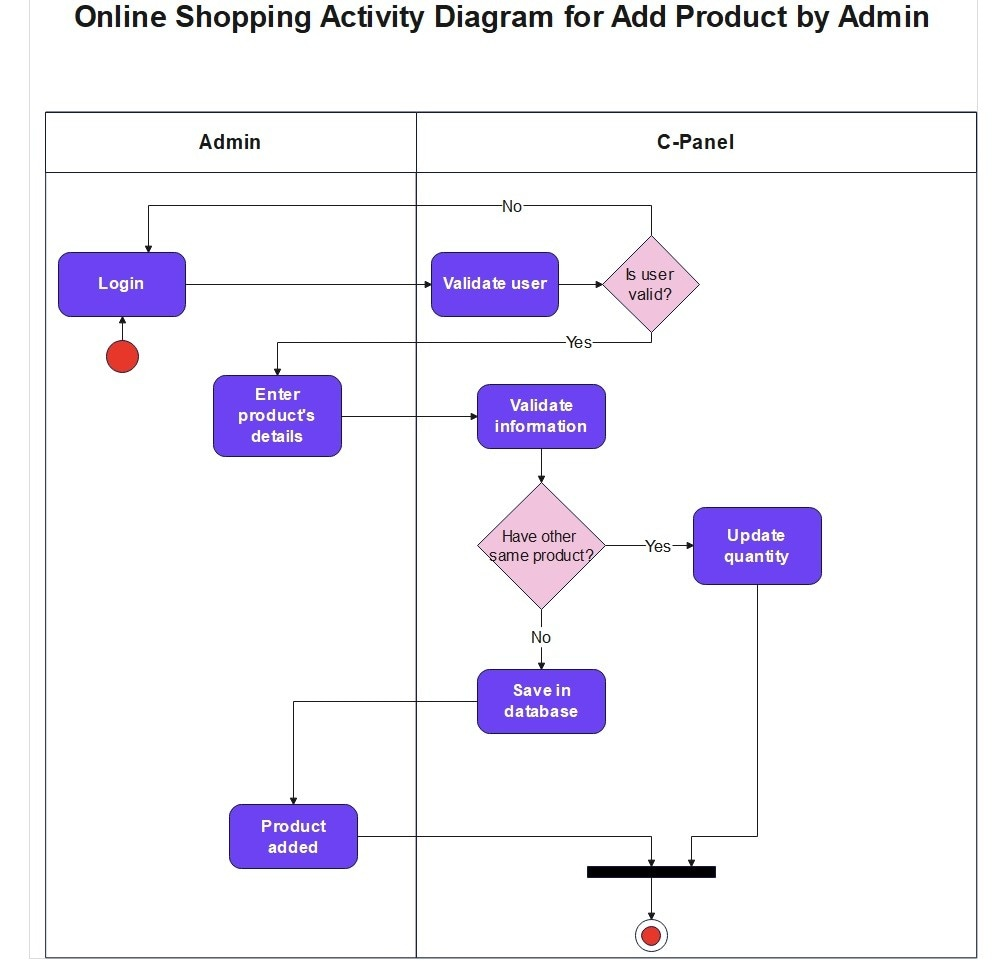 Online Shopping Activity Diagram for Add Product by Admin
Admin
C-Panel
No
Login
Validate user
Is user
valid?
Yes
Enter
product's
details
Validate
information
Have other
same product?
Yes
Update
quantity
No
Save in
database
Product
added